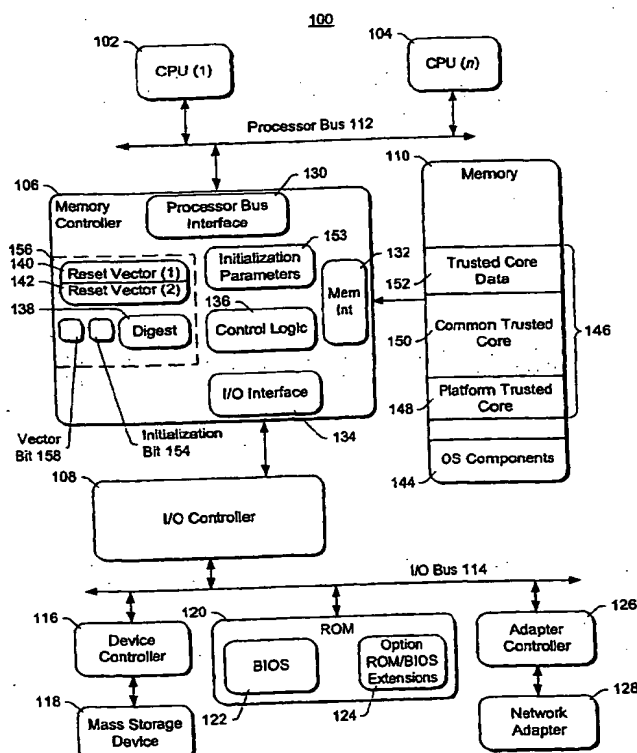 100
102
104
CPU (1)
CPU (n)
Processor Bus 112
106
130
110
Memory Controller
Processor Bus Interface
Memory
156
153
132
140
Reset Vector (1)
Initialization Parameters
142
Reset Vector (2)
152
Trusted Core Data
138
136
Mem Int
Digest
Control Logic
150
Common Trusted Core
146
I/O Interface
148
Platform Trusted Core
Vector Bit 158
Initialization Bit 154
134
144
OS Components
108
I/O Controller
I/O Bus 114
116
120
ROM
126
Device Controller
BIOS
Option ROM/BIOS Extensions
Adapter Controller
118
122
124
128
Mass Storage Device
Network Adapter